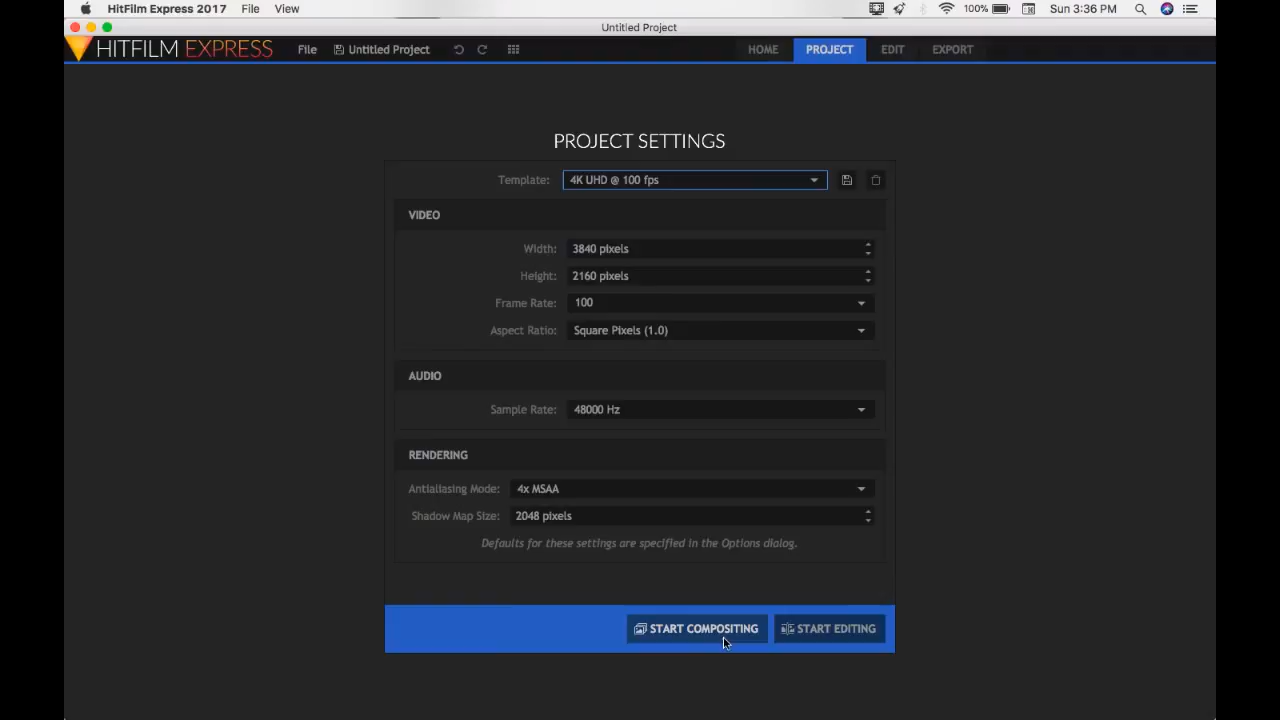 HitFilm Express 2017 File View 100% Sun 3:36 PM
Untitled Project
HITFILM EXPRESS File Untitled Project HOME PROJECT EDIT EXPORT
PROJECT SETTINGS
Template: 4K UHD @ 100 fps
VIDEO
Width: 3840 pixels
Height: 2160 pixels
Frame Rate: 100
Aspect Ratio: Square Pixels (1.0)
AUDIO
Sample Rate: 48000 Hz
RENDERING
Antialiasing Mode: 4x MSAA
Shadow Map Size: 2048 pixels
Defaults for these settings are specified in the Options dialog.
START COMPOSITING START EDITING